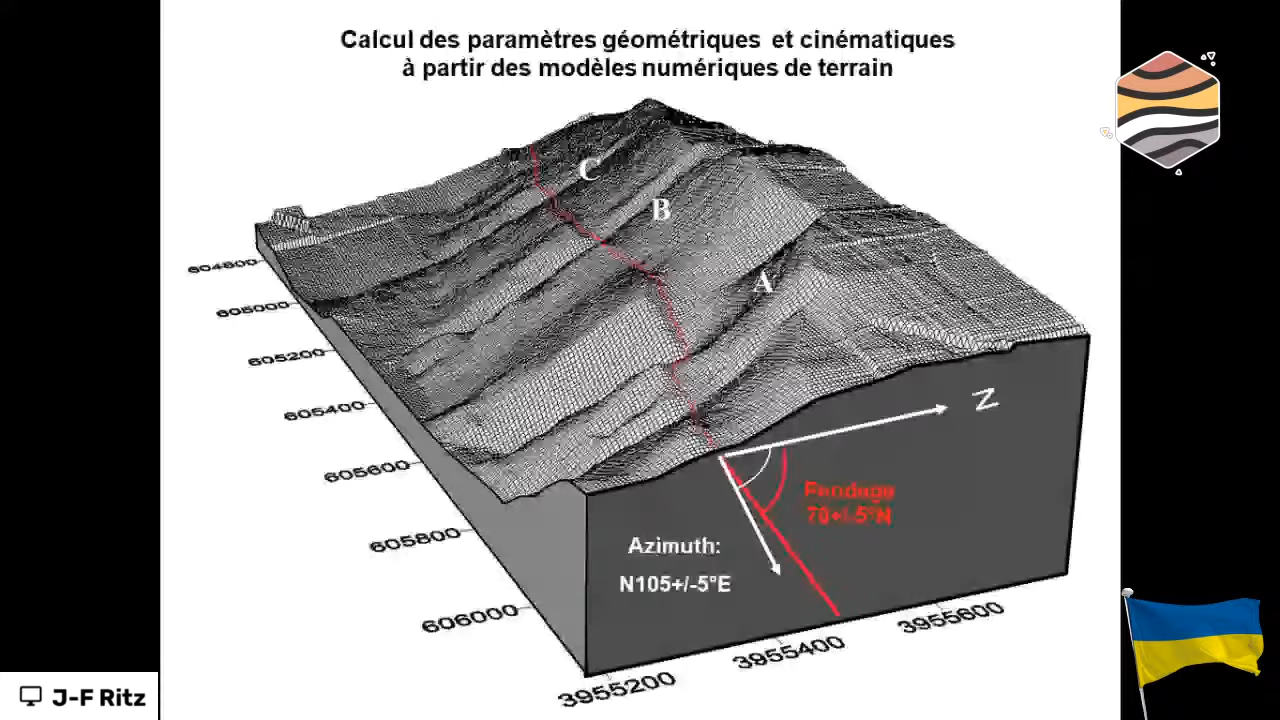 Calcul des paramètres géométriques et cinématiques
à partir des modèles numériques de terrain
C
B
A
604800
605000
605200
605400
605600
605800
606000
3955200
3955400
3955600
N
Pendage
70+/-5°N
Azimuth:
N105+/-5°E
J-F Ritz